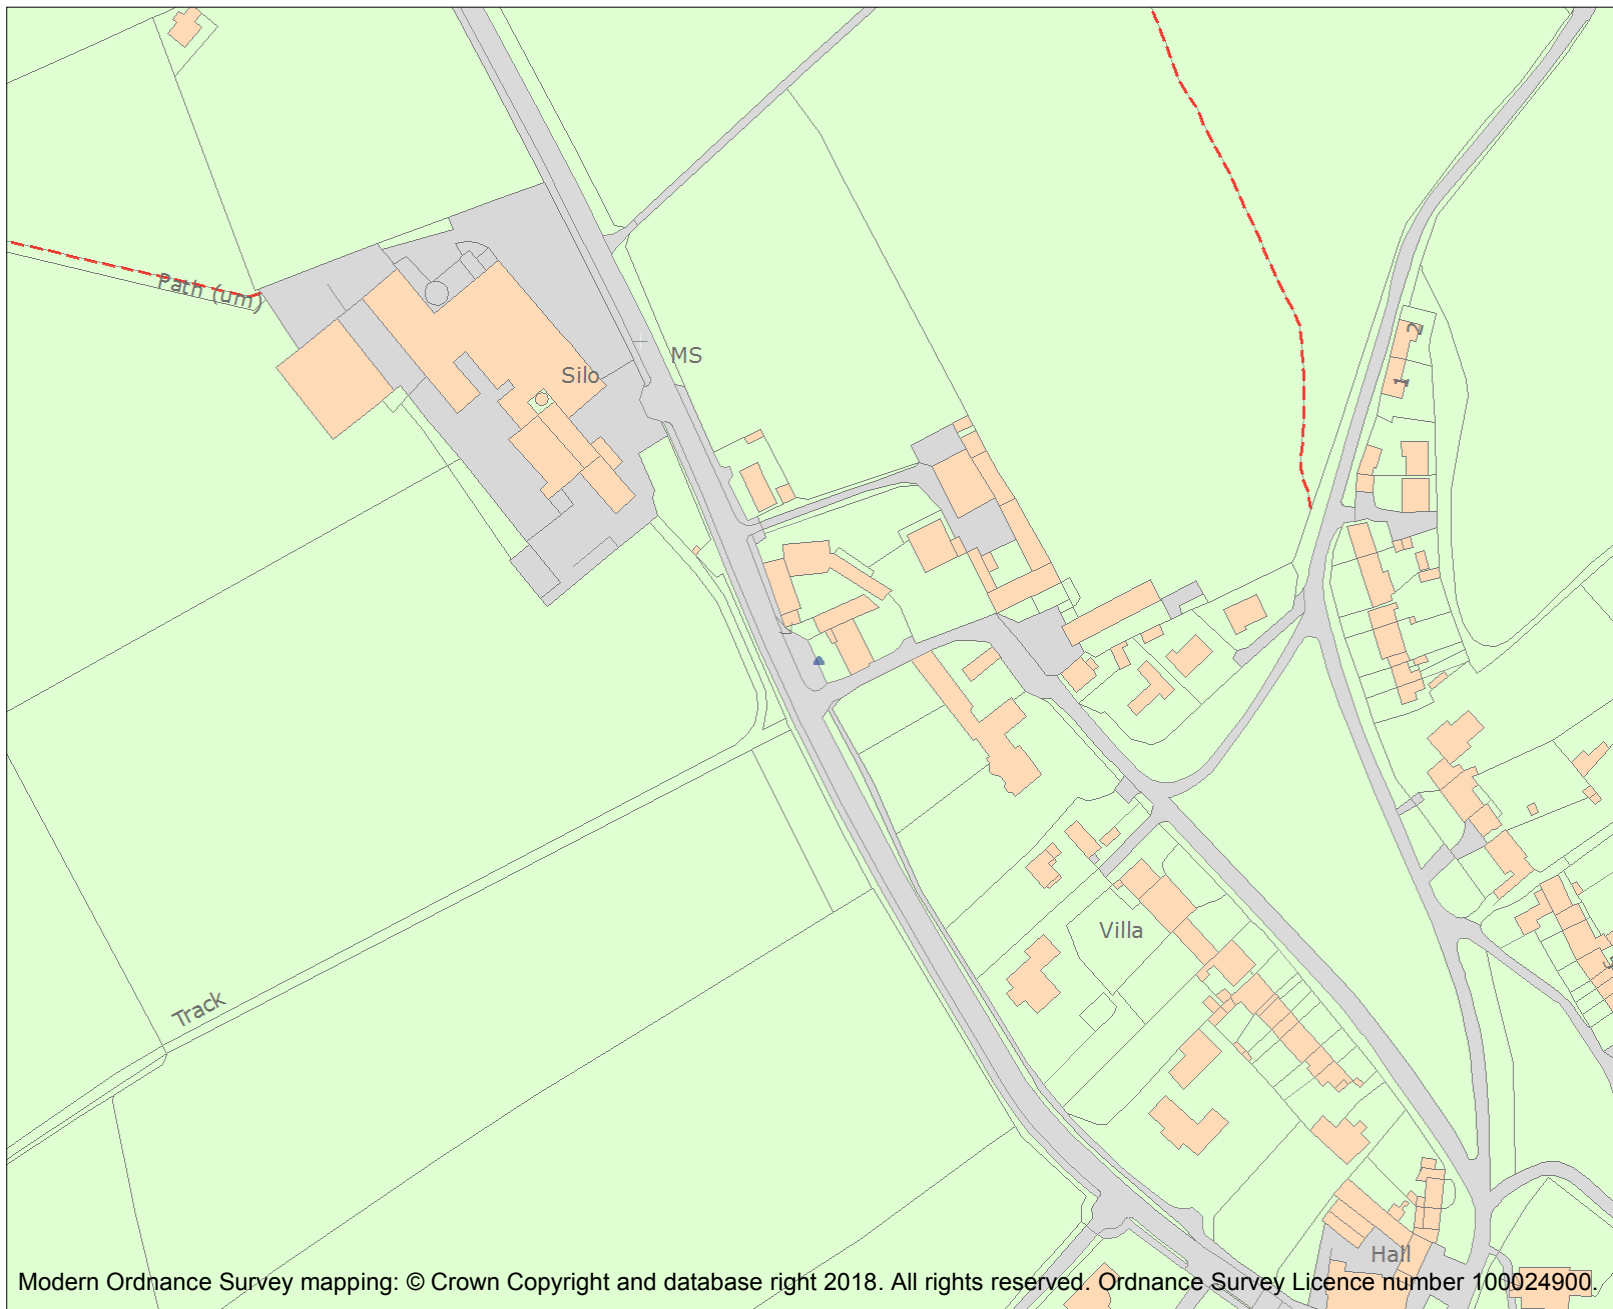 Path (um)
MS
Silo
2
1
Villa
Track
5
Hall
Modern Ordnance Survey mapping: © Crown Copyright and database right 2018. All rights reserved. Ordnance Survey Licence number 100024900.